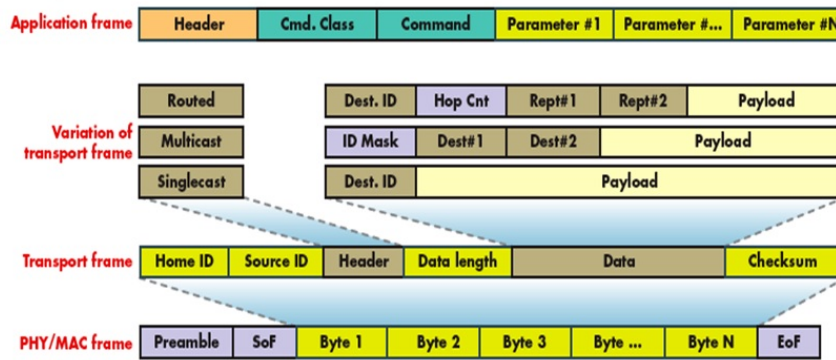 Application frame Header Cmd. Class Command Parameter #1 Parameter #... Parameter #N
Routed Dest. ID Hop Cnt Rept#1 Rept#2 Payload
Variation of
transport frame
Multicast ID Mask Dest#1 Dest#2 Payload
Singlecast Dest. ID Payload
Transport frame Home ID Source ID Header Data length Data Checksum
PHY/MAC frame Preamble SoF Byte 1 Byte 2 Byte 3 Byte ... Byte N EoF